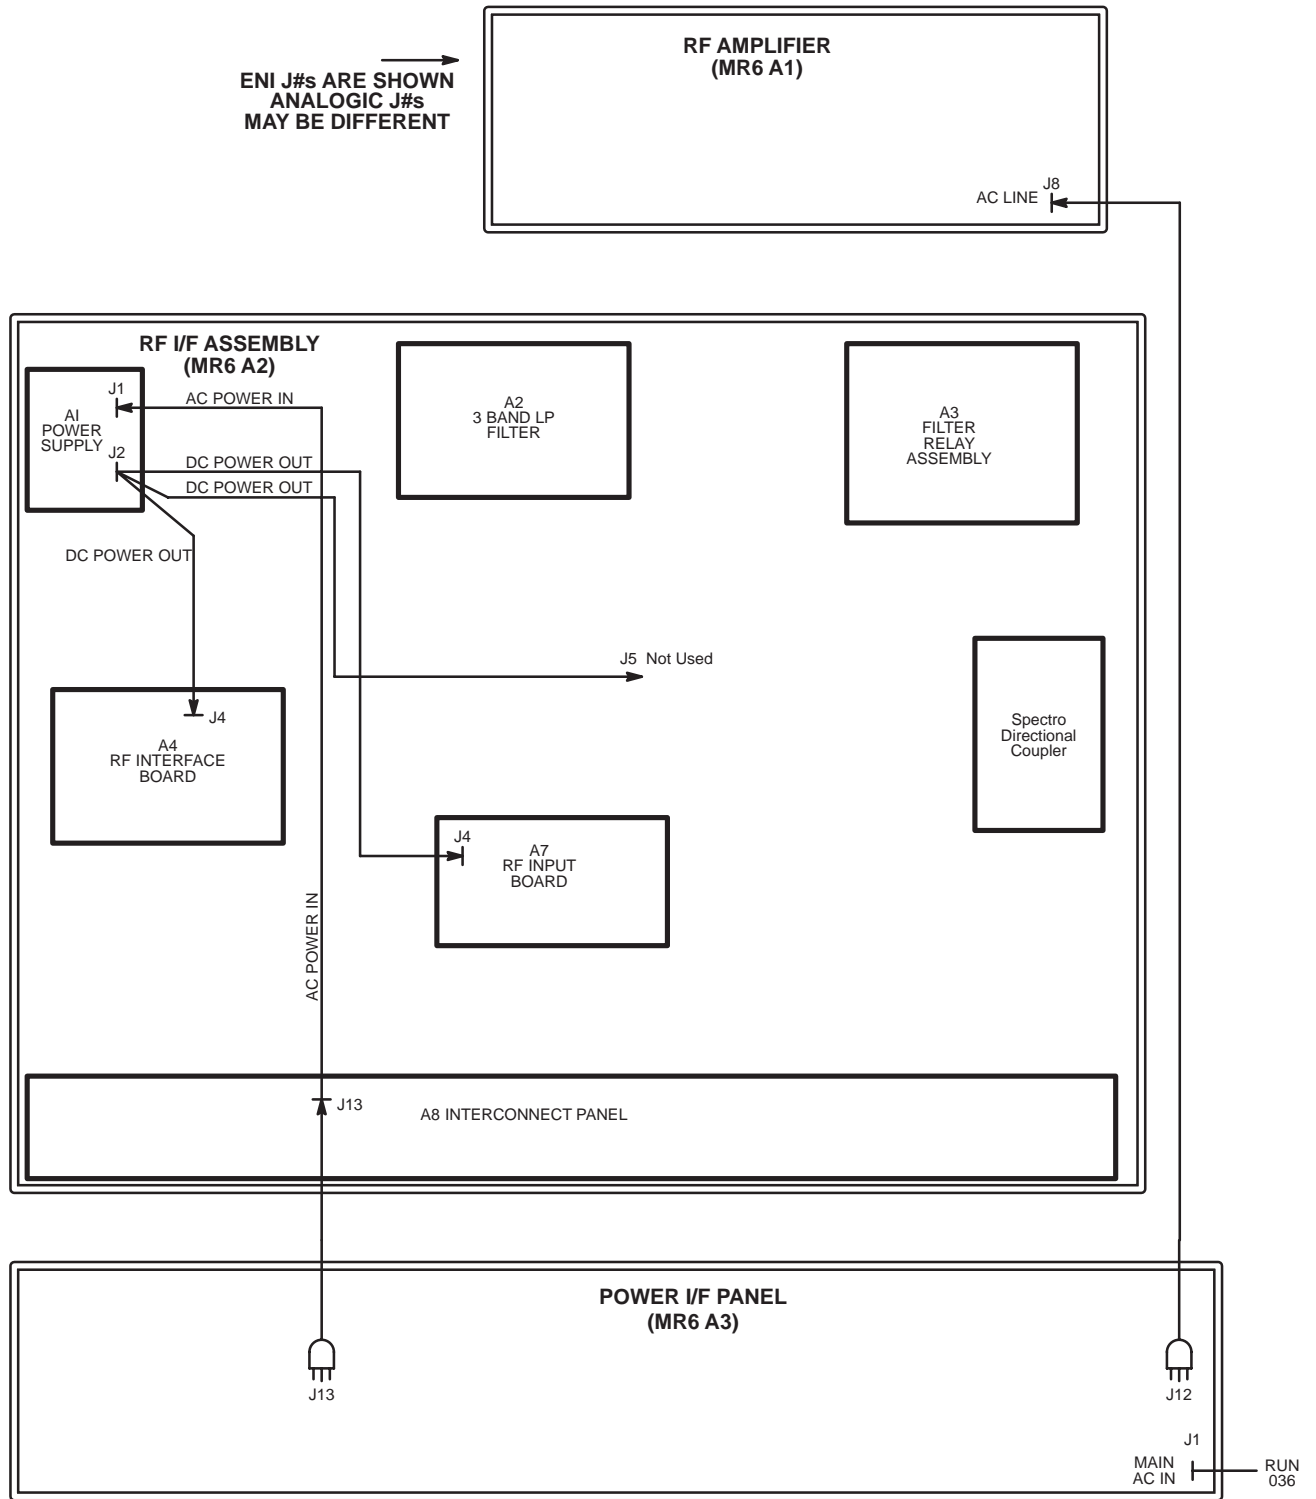 RF AMPLIFIER
(MR6 A1)
ENI J#s ARE SHOWN
ANALOGIC J#s
MAY BE DIFFERENT
J8
AC LINE
RF I/F ASSEMBLY
(MR6 A2)
J1
AC POWER IN
AI
POWER
SUPPLY
J2
DC POWER OUT
DC POWER OUT
DC POWER OUT
A2
3 BAND LP
FILTER
A3
FILTER
RELAY
ASSEMBLY
J5 Not Used
Spectro
Directional
Coupler
J4
A4
RF INTERFACE
BOARD
J4
A7
RF INPUT
BOARD
AC POWER IN
J13
A8 INTERCONNECT PANEL
POWER I/F PANEL
(MR6 A3)
J13
J12
J1
MAIN
AC IN
RUN
036